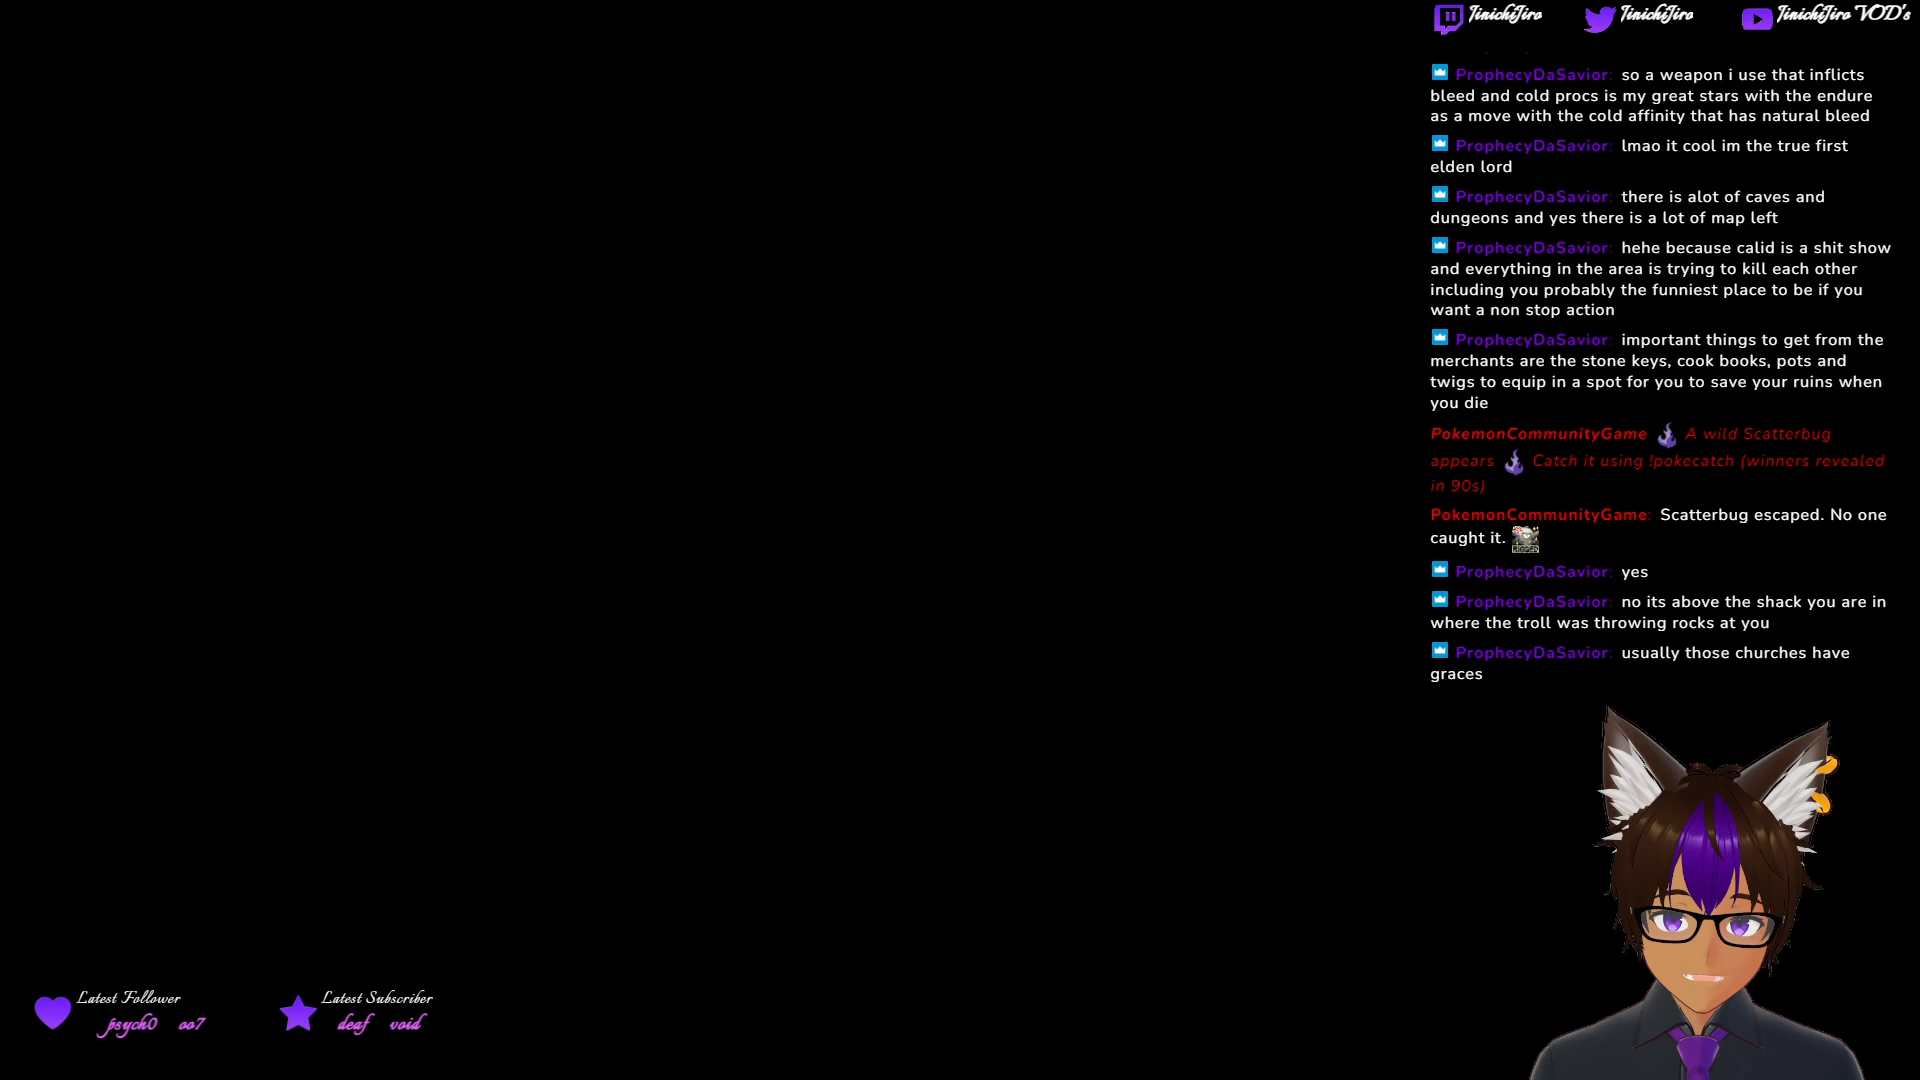 JinichiJiro JinichiJiro JinichiJiro VOD's
ProphecyDaSavior: so a weapon i use that inflicts
bleed and cold procs is my great stars with the endure
as a move with the cold affinity that has natural bleed
ProphecyDaSavior: lmao it cool im the true first
elden lord
ProphecyDaSavior: there is alot of caves and
dungeons and yes there is a lot of map left
ProphecyDaSavior: hehe because calid is a shit show
and everything in the area is trying to kill each other
including you probably the funniest place to be if you
want a non stop action
ProphecyDaSavior: important things to get from the
merchants are the stone keys, cook books, pots and
twigs to equip in a spot for you to save your ruins when
you die
PokemonCommunityGame A wild Scatterbug
appears Catch it using !pokecatch (winners revealed
in 90s)
PokemonCommunityGame: Scatterbug escaped. No one
caught it.
ProphecyDaSavior: yes
ProphecyDaSavior: no its above the shack you are in
where the troll was throwing rocks at you
ProphecyDaSavior: usually those churches have
graces
Latest Follower
psych0 oo7
Latest Subscriber
deaf void